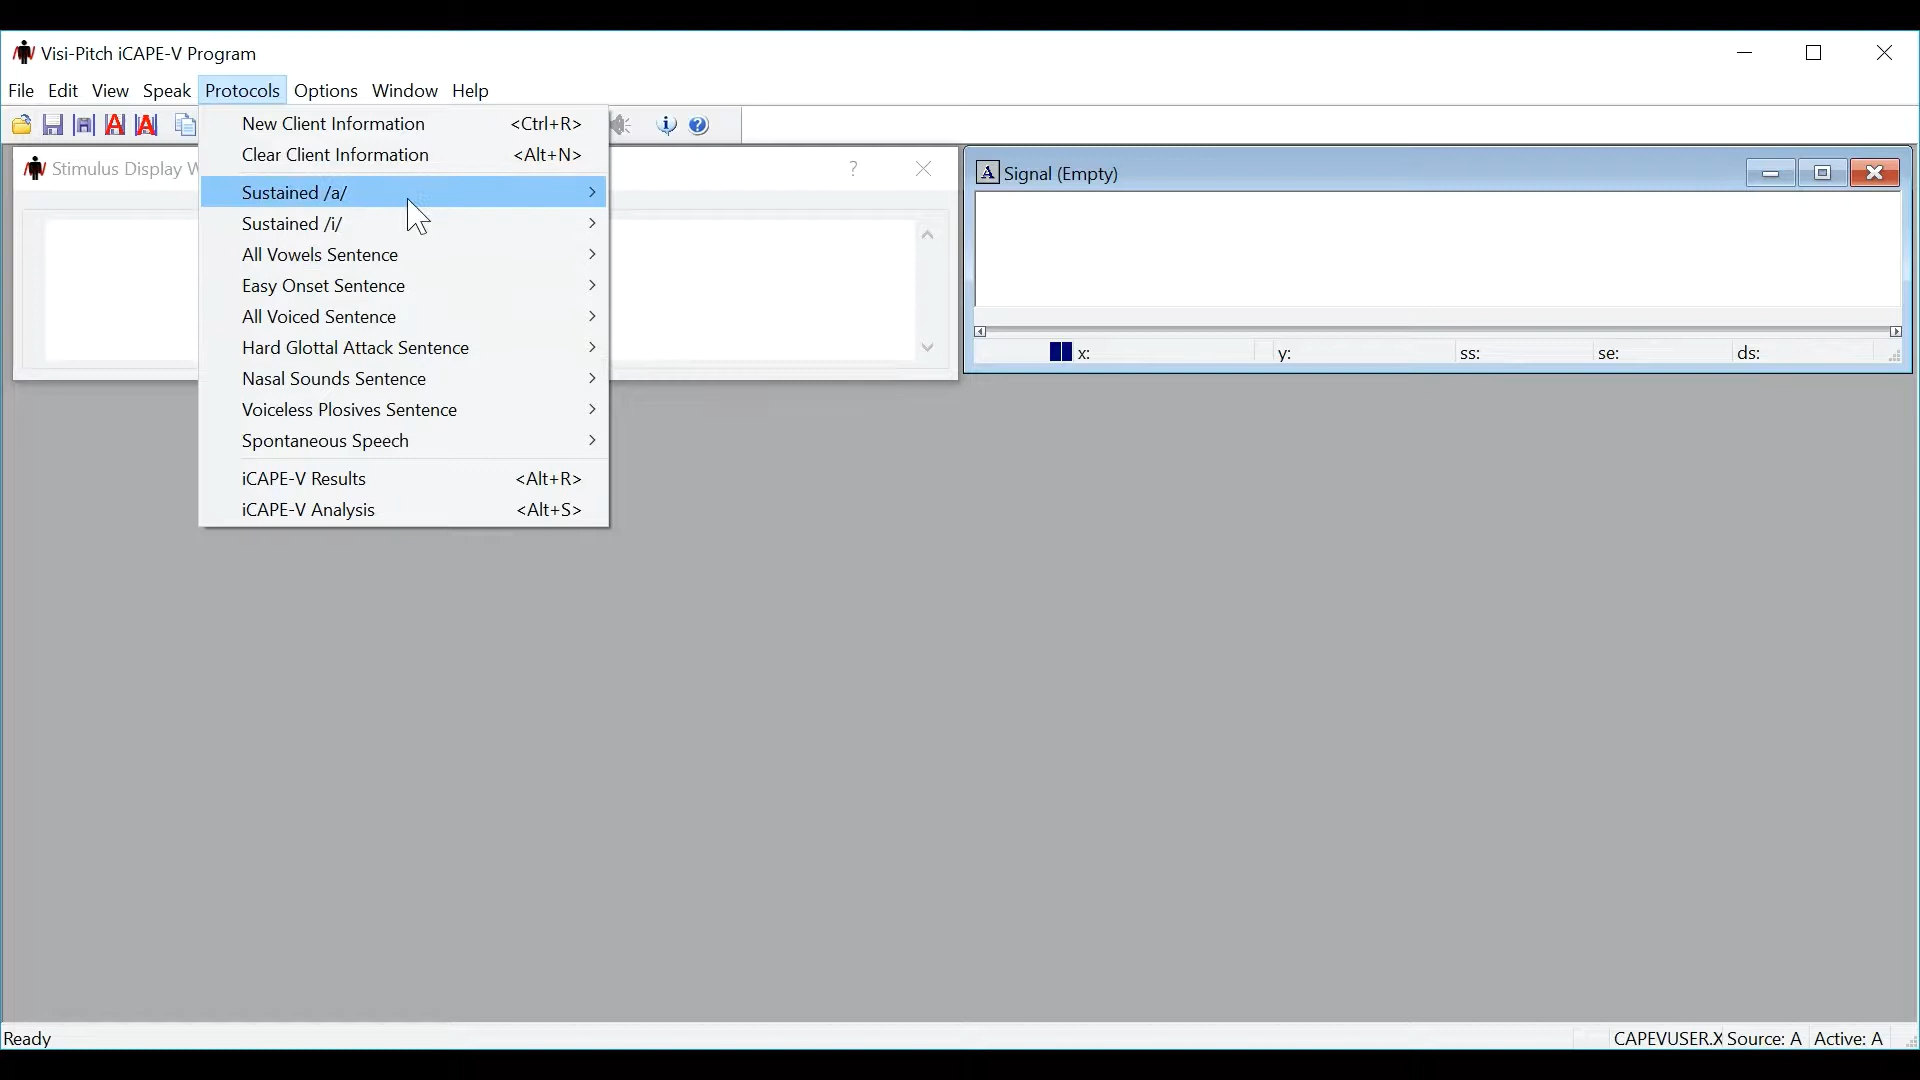 Visi-Pitch iCAPE-V Program
File Edit View Speak Protocols Options Window Help
New Client Information <Ctrl+R>
Clear Client Information <Alt+N>
Stimulus Display W
A Signal (Empty)
Sustained /a/
Sustained /i/
All Vowels Sentence
Easy Onset Sentence
All Voiced Sentence
Hard Glottal Attack Sentence
x: y: ss: se: ds:
Nasal Sounds Sentence
Voiceless Plosives Sentence
Spontaneous Speech
iCAPE-V Results <Alt+R>
iCAPE-V Analysis <Alt+S>
Ready CAPEVUSER.X Source: A Active: A